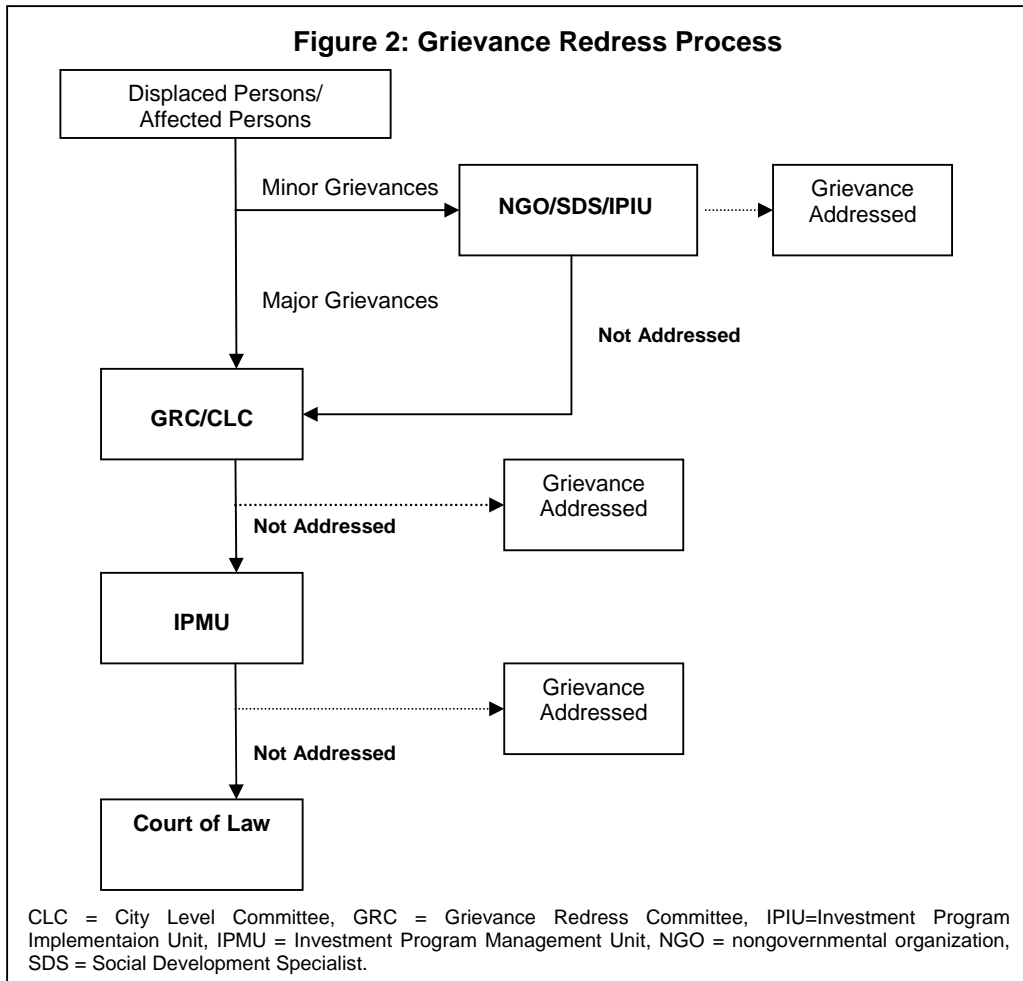 Figure 2: Grievance Redress Process
Displaced Persons/
Affected Persons
Minor Grievances
NGO/SDS/IPIU
Grievance
Addressed
Major Grievances
Not Addressed
GRC/CLC
Grievance
Addressed
Not Addressed
IPMU
Grievance
Addressed
Not Addressed
Court of Law
CLC = City Level Committee, GRC = Grievance Redress Committee, IPIU=Investment Program
Implementaion Unit, IPMU = Investment Program Management Unit, NGO = nongovernmental organization,
SDS = Social Development Specialist.